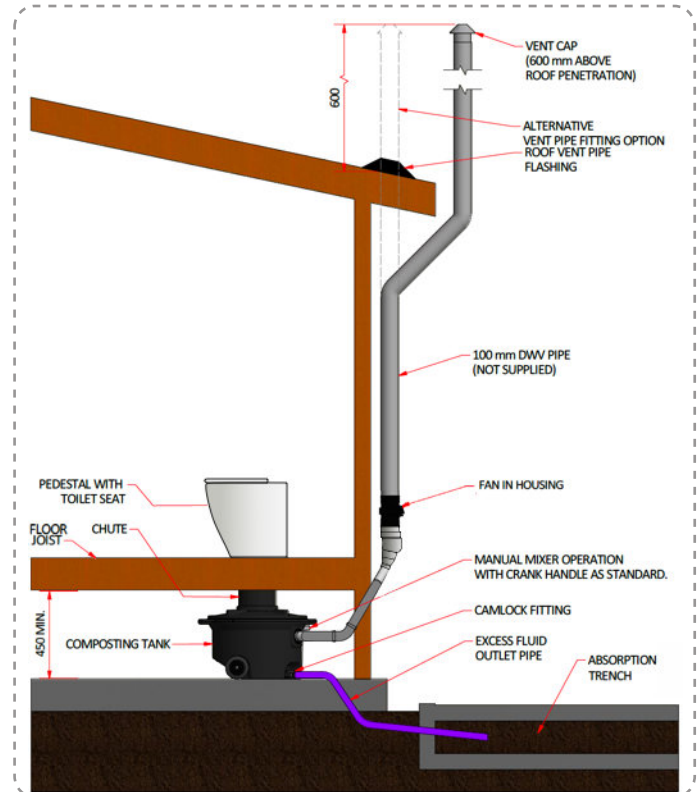 VENT CAP
(600 mm ABOVE
ROOF PENETRATION)
600
ALTERNATIVE
VENT PIPE FITTING OPTION
ROOF VENT PIPE
FLASHING
100 mm DWV PIPE
(NOT SUPPLIED)
PEDESTAL WITH
TOILET SEAT
FAN IN HOUSING
FLOOR
JOIST
CHUTE
MANUAL MIXER OPERATION
WITH CRANK HANDLE AS STANDARD.
450 MIN.
COMPOSTING TANK
CAMLOCK FITTING
EXCESS FLUID
OUTLET PIPE
ABSORPTION
TRENCH